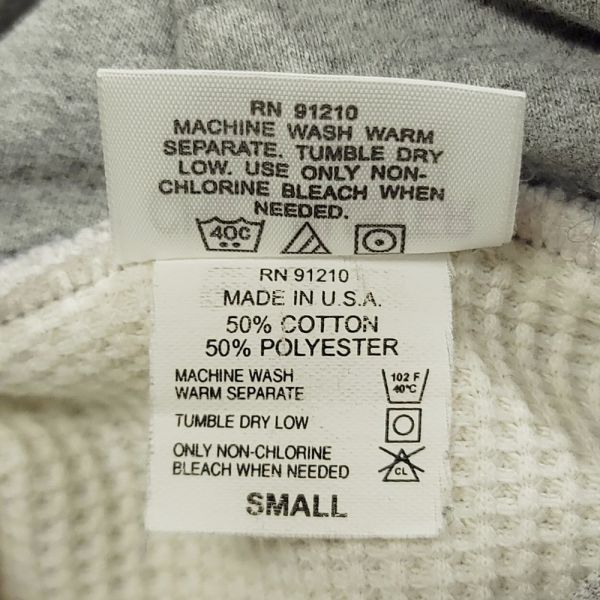 RN 91210
MACHINE WASH WARM
SEPARATE. TUMBLE DRY
LOW. USE ONLY NON-
CHLORINE BLEACH WHEN
NEEDED.
40C
RN 91210
MADE IN U.S.A.
50% COTTON
50% POLYESTER
MACHINE WASH
WARM SEPARATE
102 F
40°C
TUMBLE DRY LOW
ONLY NON-CHLORINE
BLEACH WHEN NEEDED
CL
SMALL